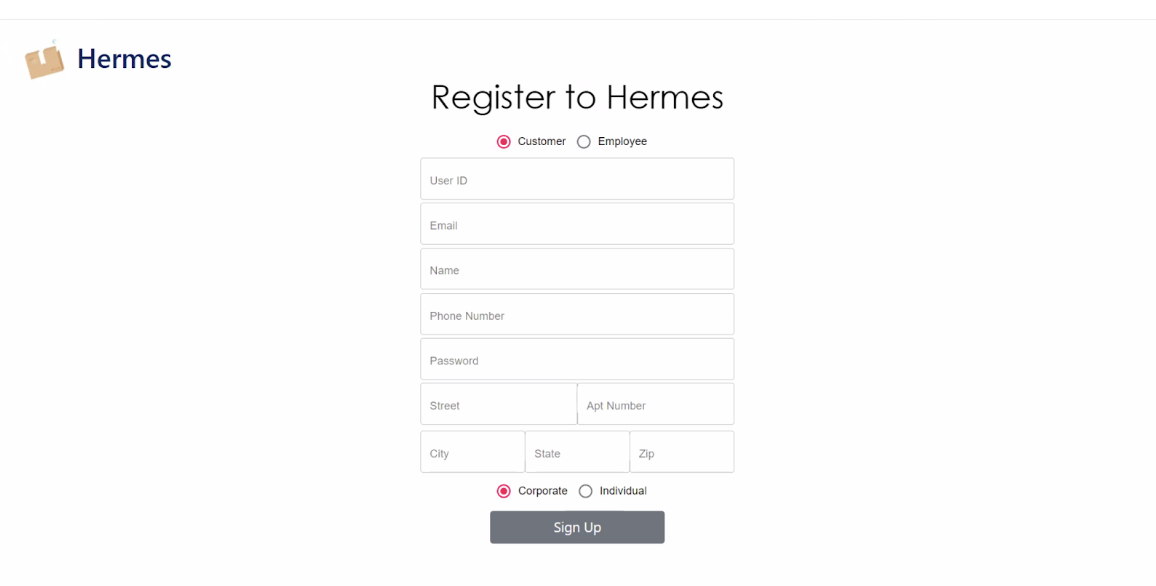 Hermes
Register to Hermes
Customer Employee
User ID
Email
Name
Phone Number
Password
Street Apt Number
City State Zip
Corporate Individual
Sign Up